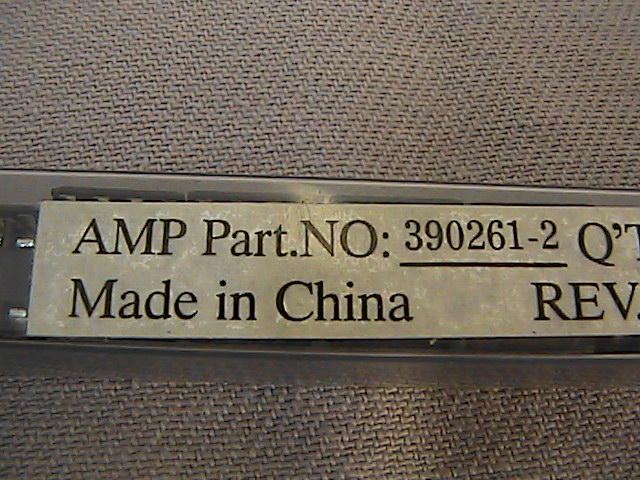 AMP Part.NO: 390261-2 Q'T
Made in China REV.